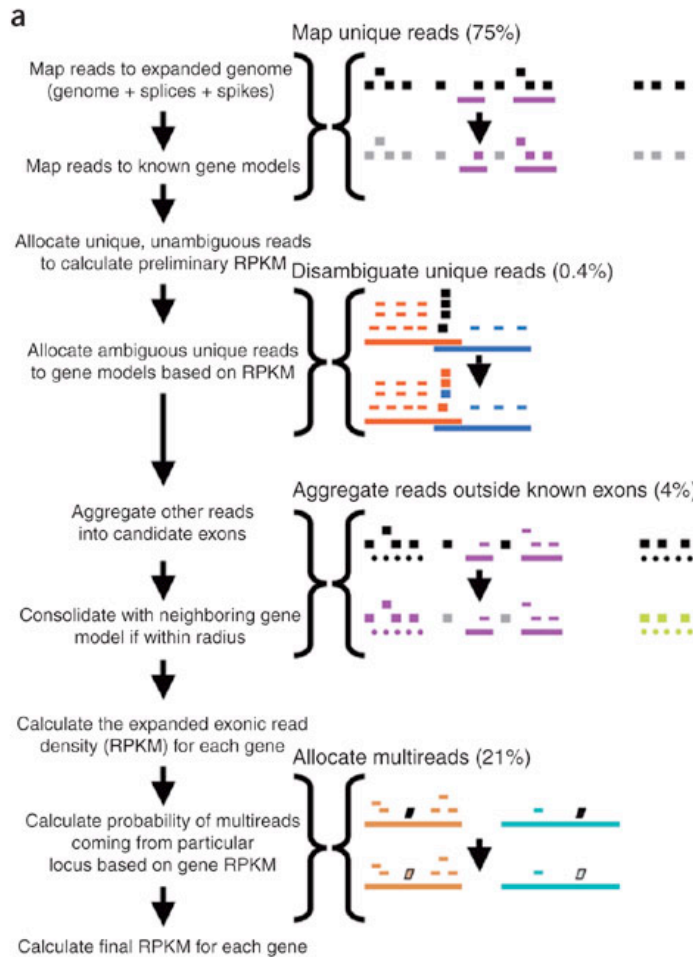 a
Map unique reads (75%)
Map reads to expanded genome
(genome + splices + spikes)
Map reads to known gene models
Allocate unique, unambiguous reads
to calculate preliminary RPKM
Disambiguate unique reads (0.4%)
Allocate ambiguous unique reads
to gene models based on RPKM
Aggregate reads outside known exons (4%)
Aggregate other reads
into candidate exons
Consolidate with neighboring gene
model if within radius
Calculate the expanded exonic read
density (RPKM) for each gene
Allocate multireads (21%)
Calculate probability of multireads
coming from particular
locus based on gene RPKM
Calculate final RPKM for each gene